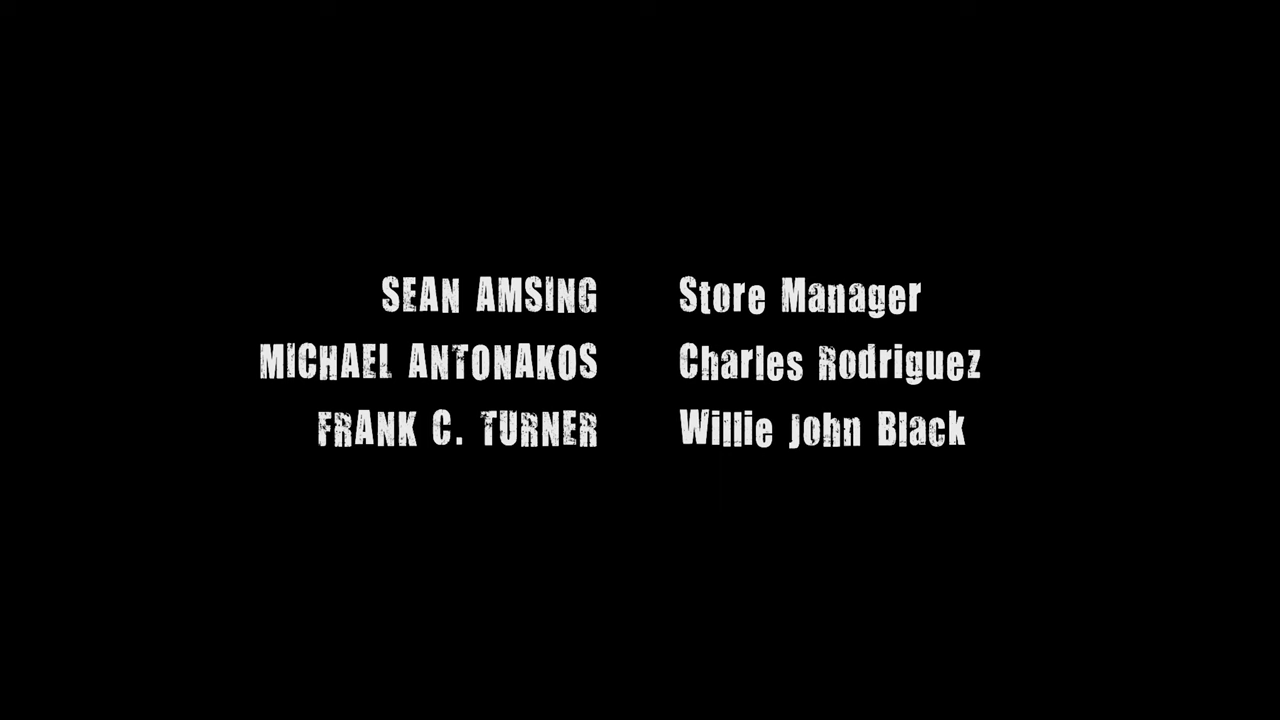 SEAN AMSING Store Manager
MICHAEL ANTONAKOS Charles Rodriguez
FRANK C. TURNER Willie John Black